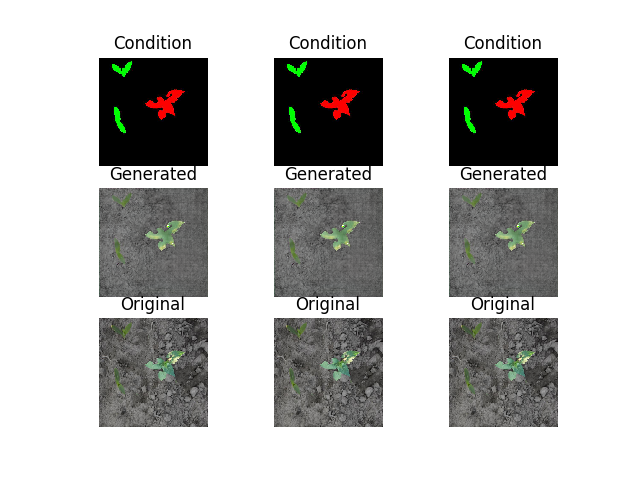 Condition Condition Condition
Generated Generated Generated
Original Original Original